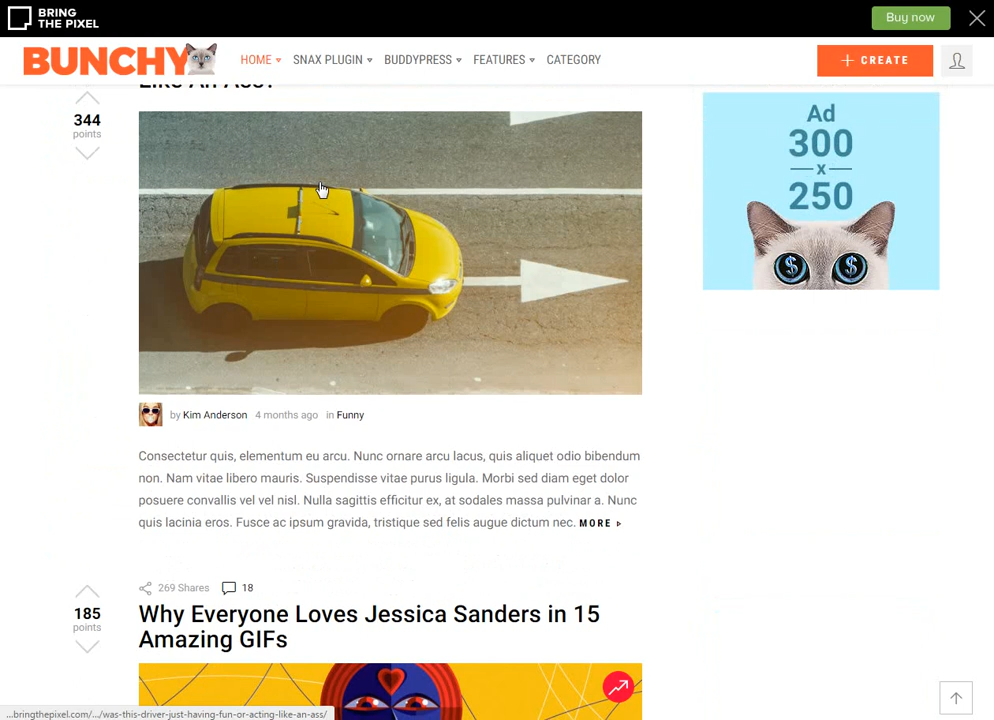 BRING
THE PIXEL
Buy now
BUNCHY
HOME
SNAX PLUGIN
BUDDYPRESS
FEATURES
CATEGORY
+ CREATE
Like An Ass?
344
points
Ad
300
x
250
$ $
by Kim Anderson 4 months ago in Funny
Consectetur quis, elementum eu arcu. Nunc ornare arcu lacus, quis aliquet odio bibendum
non. Nam vitae libero mauris. Suspendisse vitae purus ligula. Morbi sed diam eget dolor
posuere convallis vel vel nisl. Nulla sagittis efficitur ex, at sodales massa pulvinar a. Nunc
quis lacinia eros. Fusce ac ipsum gravida, tristique sed felis augue dictum nec. MORE
269 Shares 18
185
points
Why Everyone Loves Jessica Sanders in 15
Amazing GIFs
...bringthepixel.com/.../was-this-driver-just-having-fun-or-acting-like-an-ass/